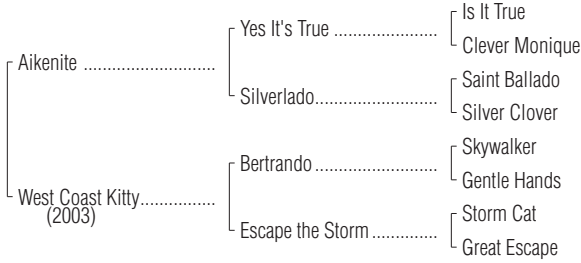 Is It True
Yes It's True ....................
Clever Monique
Aikenite ..........................
Saint Ballado
Silverlado........................
Silver Clover
Skywalker
Bertrando ........................
Gentle Hands
West Coast Kitty...............
(2003)
Storm Cat
Escape the Storm .............
Great Escape